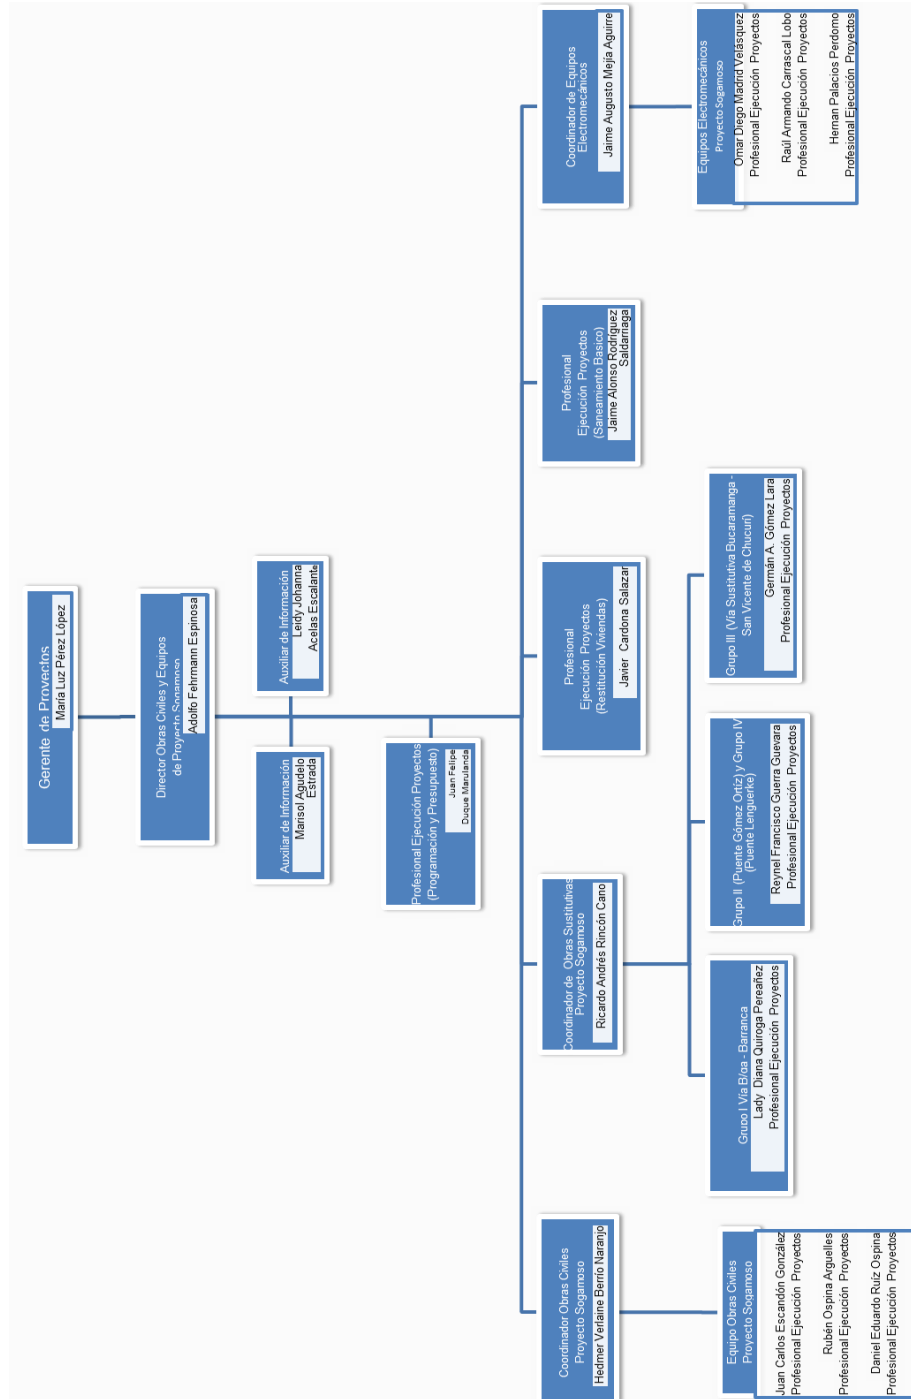 Gerente de Proyectos
María Luz Pérez López
Director Obras Civiles y Equipos
de Proyecto Sogamoso
Adolfo Fehrmann Espinosa
Auxiliar de Información
Marisol Agudelo
Estrada
Auxiliar de Información
Leidy Johanna
Acelas Escalante
Profesional Ejecución Proyectos
(Programación y Presupuesto)
Juan Felipe
Duque Marulanda
Coordinador Obras Civiles
Proyecto Sogamoso
Hedmer Verlaine Berrío Naranjo
Coordinador de Obras Sustitutivas
Proyecto Sogamoso
Ricardo Andrés Rincón Cano
Profesional
Ejecución Proyectos
(Restitución Viviendas)
Javier Cardona Salazar
Profesional
Ejecución Proyectos
(Saneamiento Basico)
Jaime Alonso Rodríguez
Saldarriaga
Coordinador de Equipos
Electromecánicos
Jaime Augusto Mejía Aguirre
Equipo Obras Civiles
Proyecto Sogamoso
Juan Carlos Escandón González
Profesional Ejecución Proyectos
Rubén Ospina Arguelles
Profesional Ejecución Proyectos
Daniel Eduardo Ruíz Ospina
Profesional Ejecución Proyectos
Grupo I Vía B/ga - Barranca
Lady Diana Quiroga Pereañez
Profesional Ejecución Proyectos
Grupo II (Puente Gómez Ortíz) y Grupo IV
(Puente Lenguerke)
Reynel Francisco Guerra Guevara
Profesional Ejecución Proyectos
Grupo III (Vía Sustitutiva Bucaramanga -
San Vicente de Chucurí)
Germán A. Gómez Lara
Profesional Ejecución Proyectos
Equipos Electromecánicos
Proyecto Sogamoso
Omar Diego Madrid Velásquez
Profesional Ejecución Proyectos
Raúl Armando Carrascal Lobo
Profesional Ejecución Proyectos
Hernan Palacios Perdomo
Profesional Ejecución Proyectos